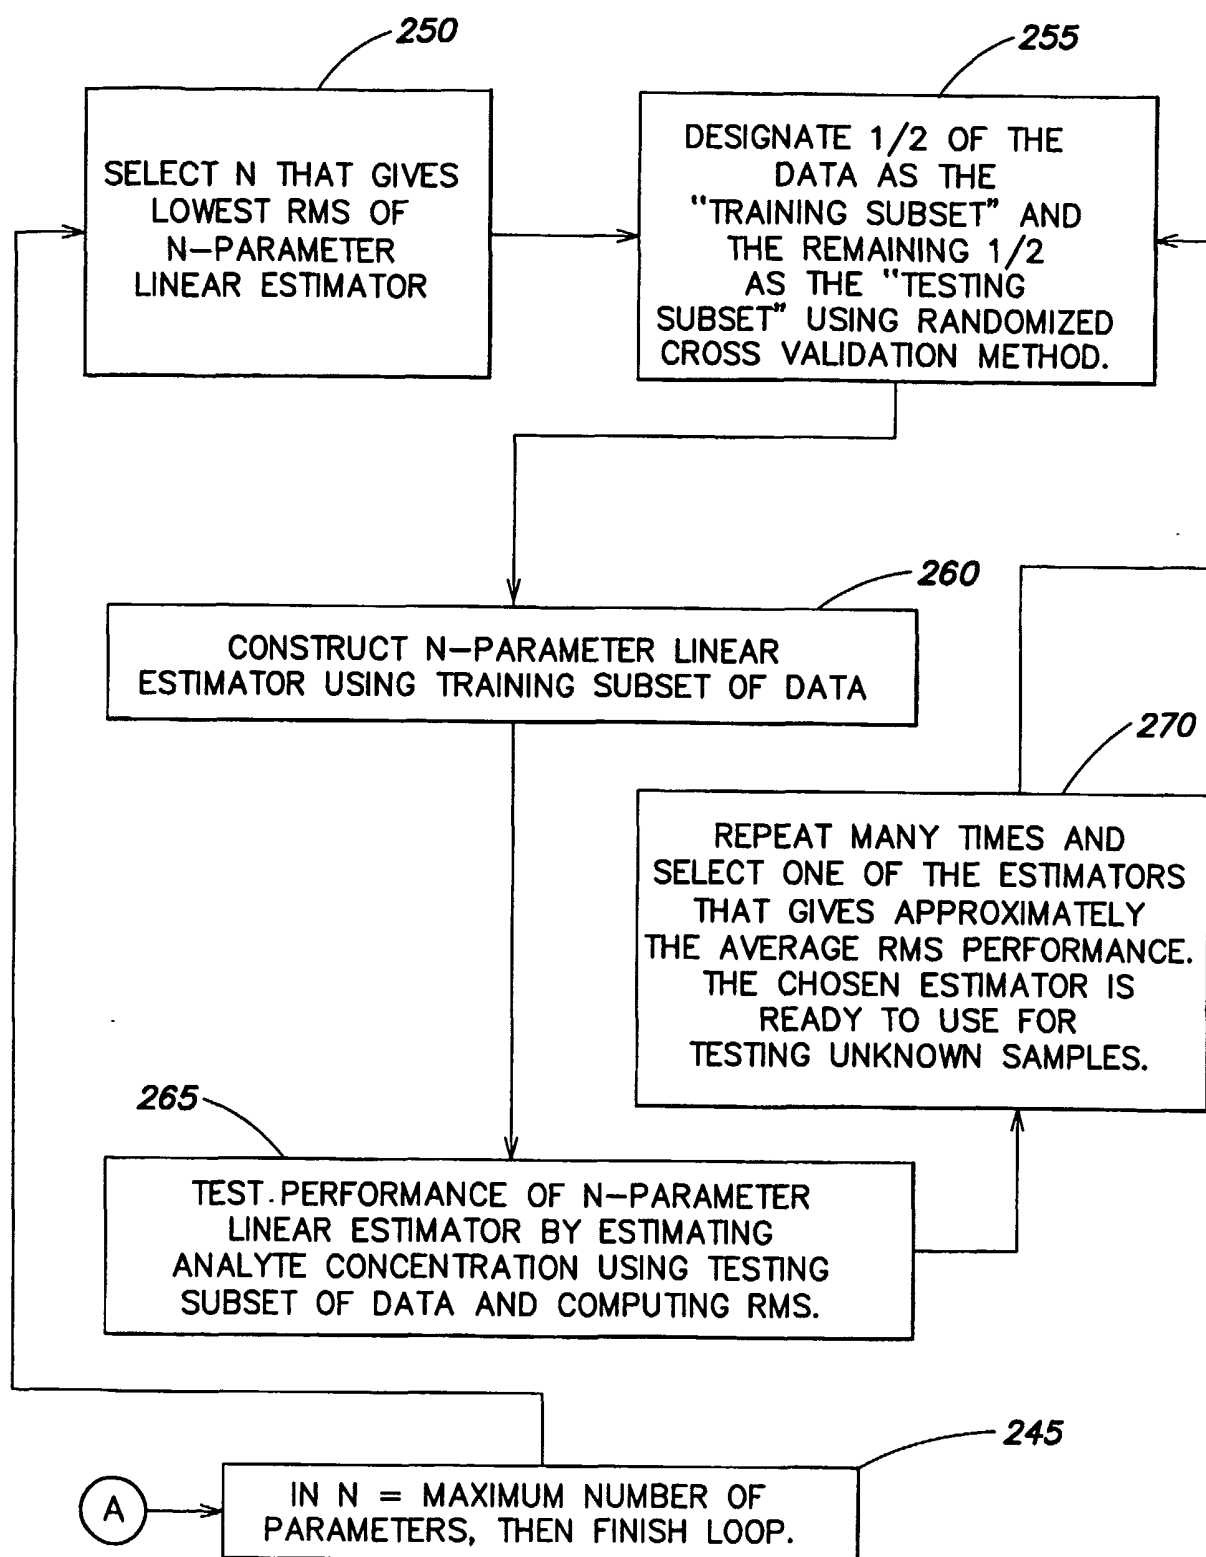 250
SELECT N THAT GIVES
LOWEST RMS OF
N-PARAMETER
LINEAR ESTIMATOR
255
DESIGNATE 1/2 OF THE
DATA AS THE
"TRAINING SUBSET" AND
THE REMAINING 1/2
AS THE "TESTING
SUBSET" USING RANDOMIZED
CROSS VALIDATION METHOD.
260
CONSTRUCT N-PARAMETER LINEAR
ESTIMATOR USING TRAINING SUBSET OF DATA
270
REPEAT MANY TIMES AND
SELECT ONE OF THE ESTIMATORS
THAT GIVES APPROXIMATELY
THE AVERAGE RMS PERFORMANCE.
THE CHOSEN ESTIMATOR IS
READY TO USE FOR
TESTING UNKNOWN SAMPLES.
265
TEST PERFORMANCE OF N-PARAMETER
LINEAR ESTIMATOR BY ESTIMATING
ANALYTE CONCENTRATION USING TESTING
SUBSET OF DATA AND COMPUTING RMS.
245
A
IN N = MAXIMUM NUMBER OF
PARAMETERS, THEN FINISH LOOP.